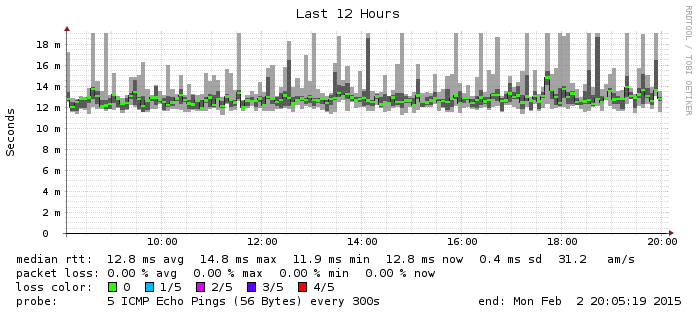 Last 12 Hours
RRDTOOL / TOBI OETIKER
Seconds
18 m
16 m
14 m
12 m
10 m
8 m
6 m
4 m
2 m
0
10:00 12:00 14:00 16:00 18:00 20:00
median rtt: 12.8 ms avg 14.8 ms max 11.9 ms min 12.8 ms now 0.4 ms sd 31.2 am/s
packet loss: 0.00 % avg 0.00 % max 0.00 % min 0.00 % now
loss color: 0 1/5 2/5 3/5 4/5
probe: 5 ICMP Echo Pings (56 Bytes) every 300s end: Mon Feb 2 20:05:19 2015